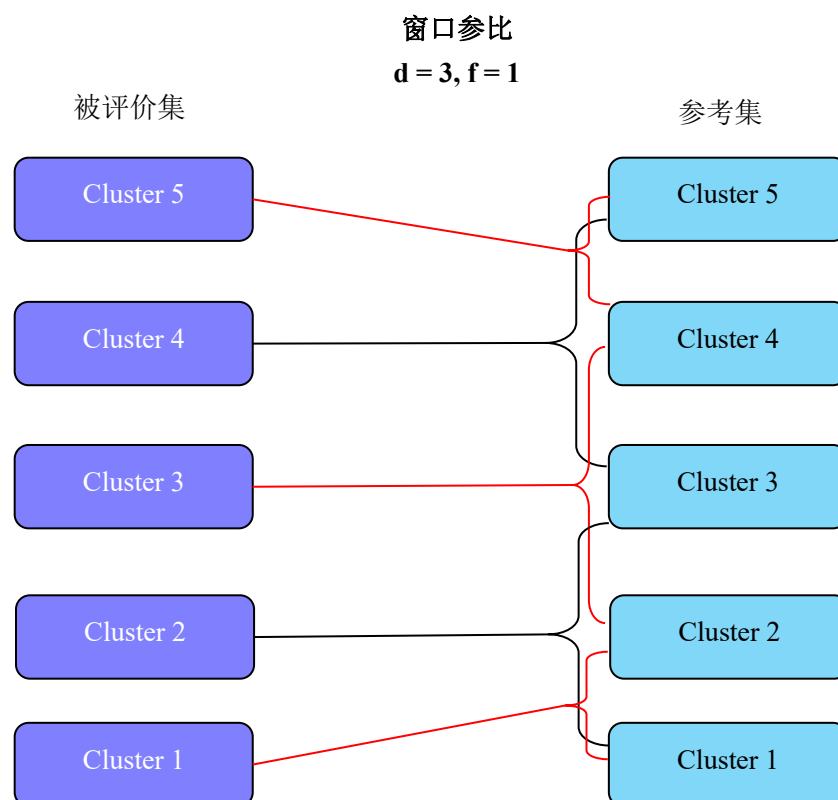 窗口参比
d = 3, f = 1
被评价集
参考集
Cluster 5
Cluster 5
Cluster 4
Cluster 4
Cluster 3
Cluster 3
Cluster 2
Cluster 2
Cluster 1
Cluster 1